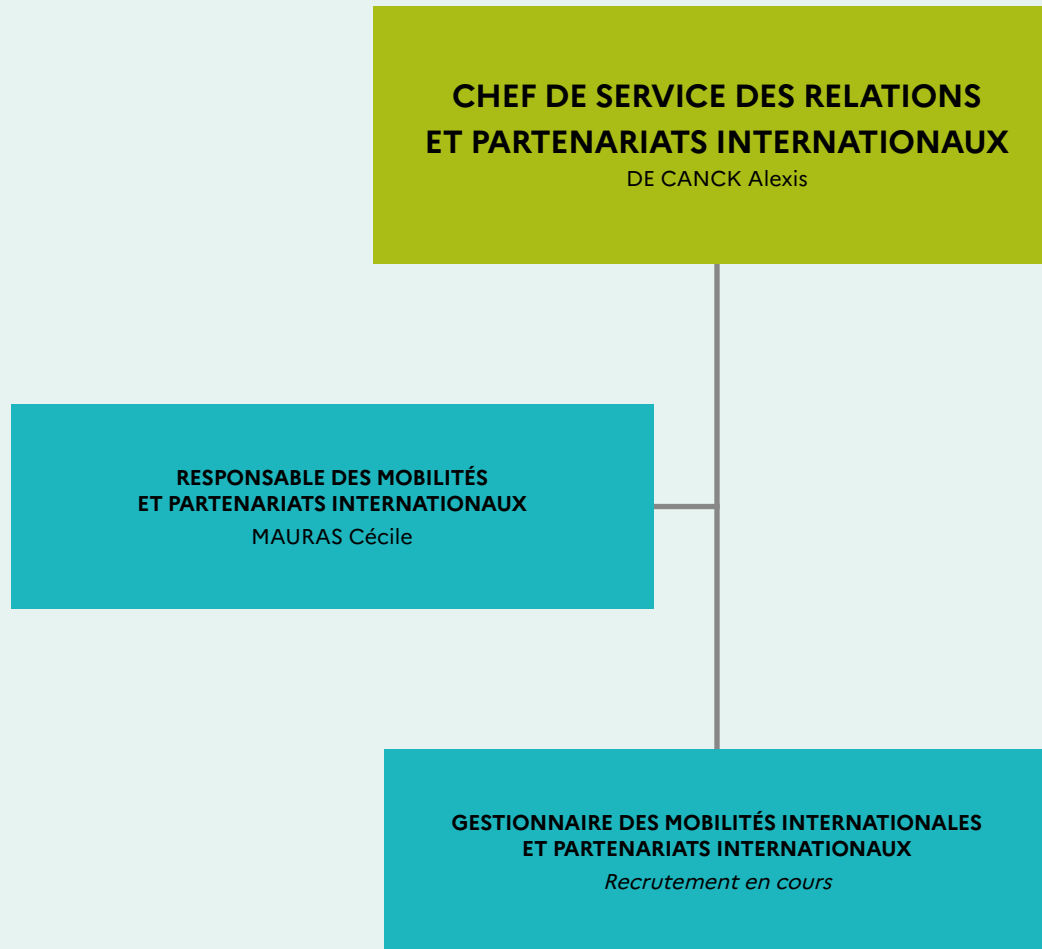 CHEF DE SERVICE DES RELATIONS
ET PARTENARIATS INTERNATIONAUX
DE CANCK Alexis
RESPONSABLE DES MOBILITÉS
ET PARTENARIATS INTERNATIONAUX
MAURAS Cécile
GESTIONNAIRE DES MOBILITÉS INTERNATIONALES
ET PARTENARIATS INTERNATIONAUX
Recrutement en cours